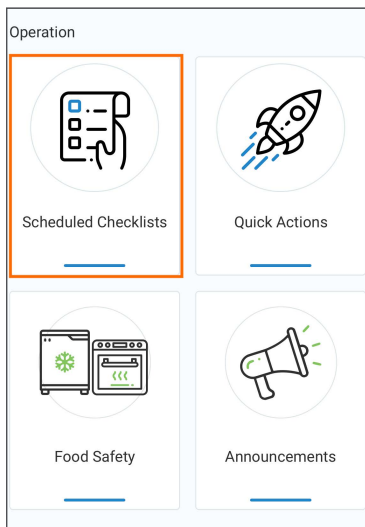 Operation
Scheduled Checklists
Quick Actions
Food Safety
Announcements